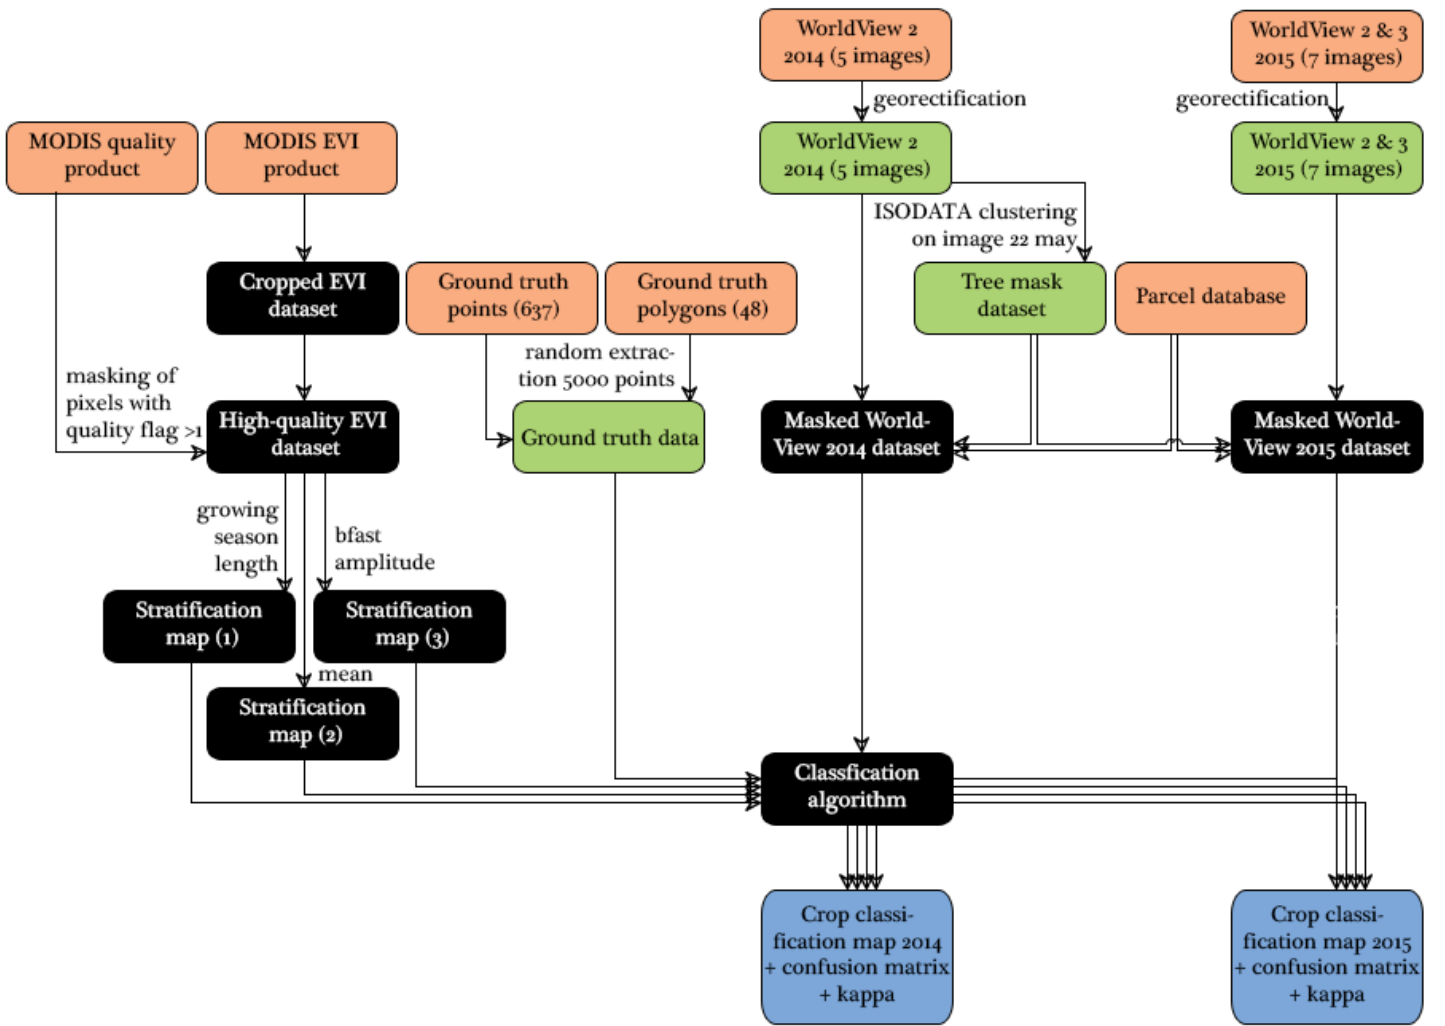 WorldView 2
2014 (5 images)
WorldView 2 & 3
2015 (7 images)
georectification
georectification
MODIS quality
product
MODIS EVI
product
WorldView 2
2014 (5 images)
WorldView 2 & 3
2015 (7 images)
ISODATA clustering
on image 22 may
Cropped EVI
dataset
Ground truth
points (637)
Ground truth
polygons (48)
Tree mask
dataset
Parcel database
random extrac-
tion 5000 points
masking of
pixels with
quality flag >1
High-quality EVI
dataset
Ground truth data
Masked World-
View 2014 dataset
Masked World-
View 2015 dataset
growing
season
length
bfast
amplitude
Stratification
map (1)
Stratification
map (3)
mean
Stratification
map (2)
Classfication
algorithm
Crop classi-
fication map 2014
+ confusion matrix
+ kappa
Crop classi-
fication map 2015
+ confusion matrix
+ kappa